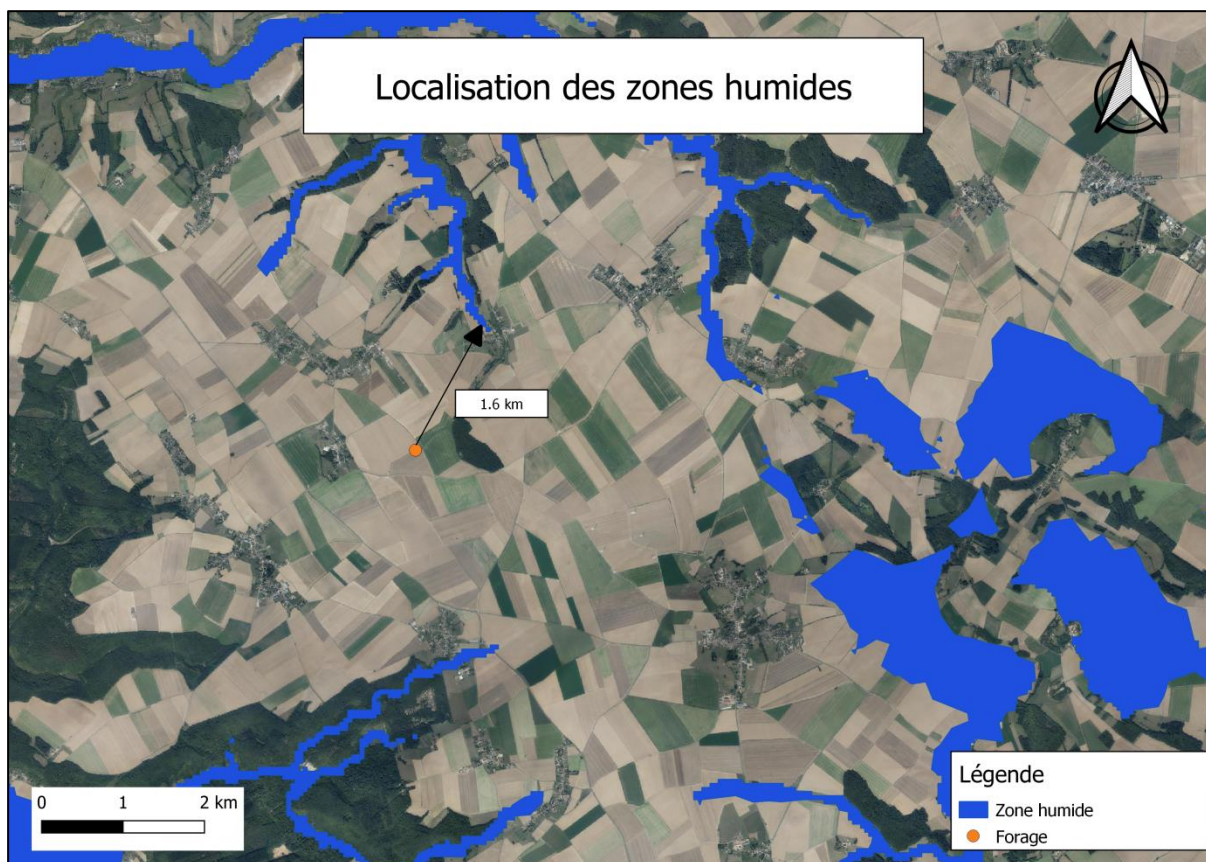 Localisation des zones humides
1.6 km
0 1 2 km
Légende
Zone humide
Forage